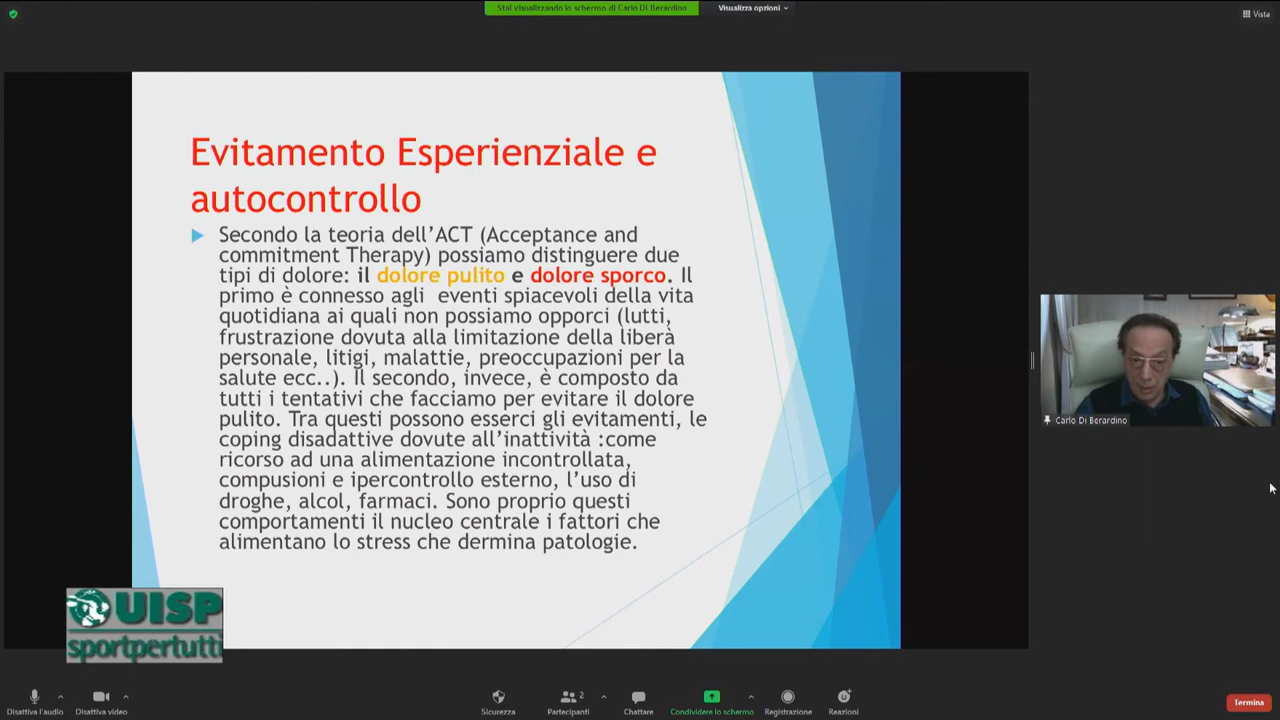 Stai visualizzando lo schermo di Carlo Di Berardino
Visualizza opzioni
Vista
Evitamento Esperienziale e
autocontrollo
Secondo la teoria dell’ACT (Acceptance and
commitment Therapy) possiamo distinguere due
tipi di dolore: il dolore pulito e dolore sporco. Il
primo è connesso agli eventi spiacevoli della vita
quotidiana ai quali non possiamo opporci (lutti,
frustrazione dovuta alla limitazione della liberà
personale, litigi, malattie, preoccupazioni per la
salute ecc..). Il secondo, invece, è composto da
tutti i tentativi che facciamo per evitare il dolore
pulito. Tra questi possono esserci gli evitamenti, le
coping disadattive dovute all’inattività :come
ricorso ad una alimentazione incontrollata,
compusioni e ipercontrollo esterno, l’uso di
droghe, alcol, farmaci. Sono proprio questi
comportamenti il nucleo centrale i fattori che
alimentano lo stress che dermina patologie.
Carlo Di Berardino
UISP
sportpertutti
Disattiva l'audio
Disattiva video
Sicurezza
2
Partecipanti
Chattare
Condividere lo schermo
Registrazione
Reazioni
Termina